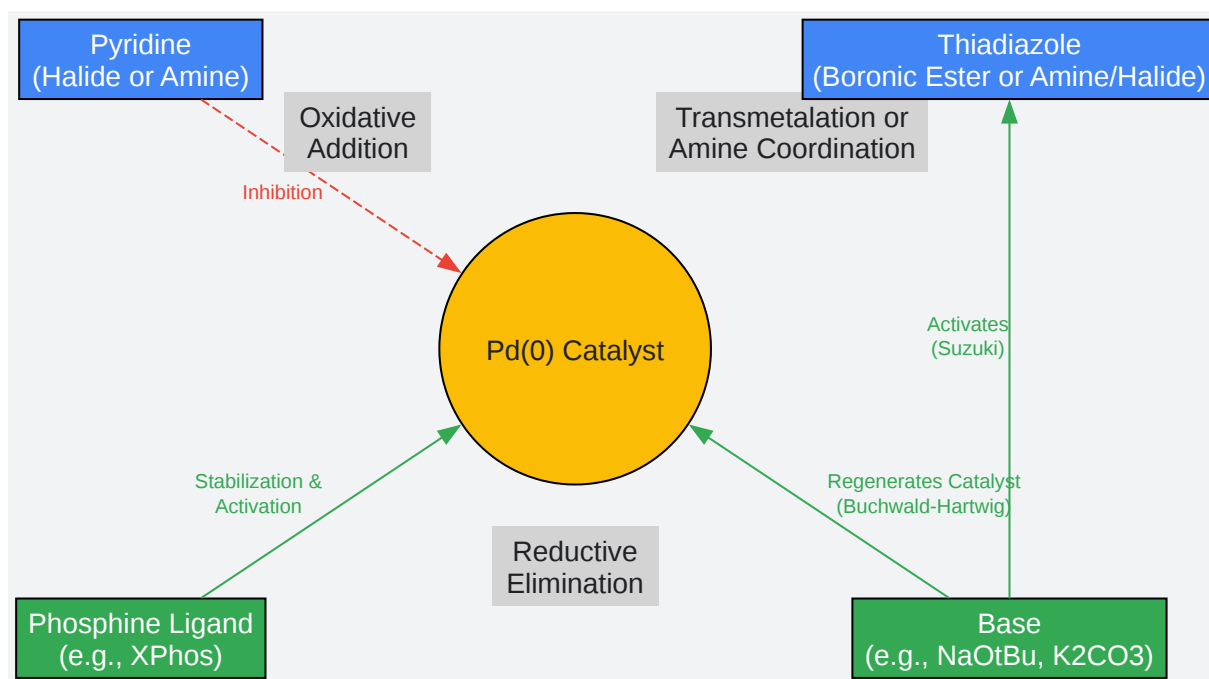 Pyridine
(Halide or Amine)
Thiadiazole
(Boronic Ester or Amine/Halide)
Oxidative
Addition
Transmetalation or
Amine Coordination
Inhibition
Pd(0) Catalyst
Activates
(Suzuki)
Stabilization &
Activation
Regenerates Catalyst
(Buchwald-Hartwig)
Reductive
Elimination
Phosphine Ligand
(e.g., XPhos)
Base
(e.g., NaOtBu, K2CO3)